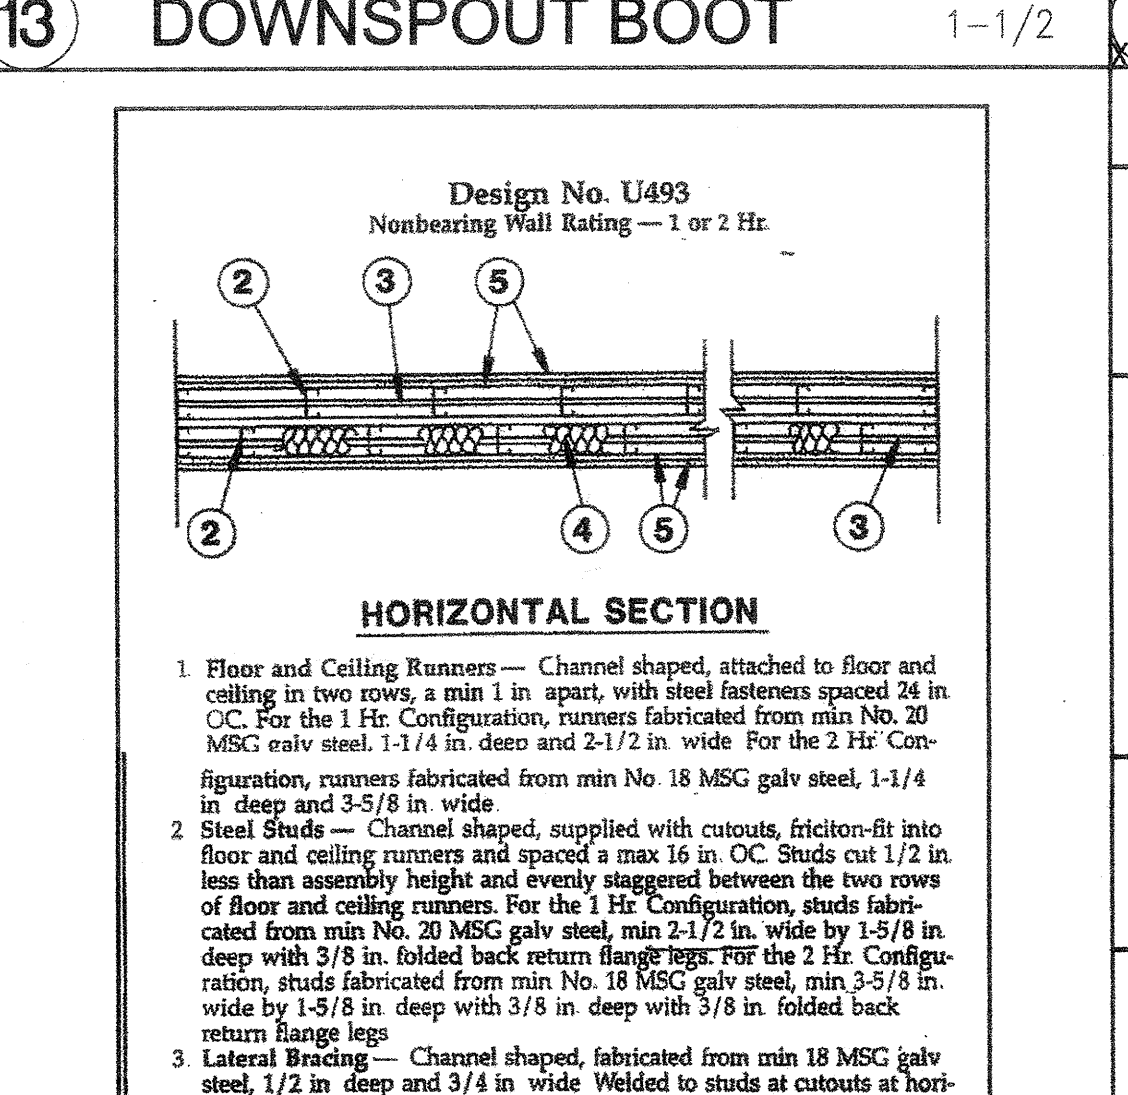 13 DOWNSPOUT BOOT 1-1/2
X
Design No. U493
Nonbearing Wall Rating — 1 or 2 Hr.
2 3 5
2 4 5 3
HORIZONTAL SECTION
1. Floor and Ceiling Runners — Channel shaped, attached to floor and
ceiling in two rows, a min 1 in apart, with steel fasteners spaced 24 in
OC. For the 1 Hr. Configuration, runners fabricated from min No. 20
MSG galv steel, 1-1/4 in. deep and 2-1/2 in. wide For the 2 Hr. Con-
figuration, runners fabricated from min No. 18 MSG galv steel, 1-1/4
in deep and 3-5/8 in. wide.
2 Steel Studs — Channel shaped, supplied with cutouts, friciton-fit into
floor and ceiling runners and spaced a max 16 in. OC. Studs cut 1/2 in.
less than assembly height and evenly staggered between the two rows
of floor and ceiling runners. For the 1 Hr. Configuration, studs fabri-
cated from min No. 20 MSG galv steel, min 2-1/2 in. wide by 1-5/8 in.
deep with 3/8 in. folded back return flange legs. For the 2 Hr. Configu-
ration, studs fabricated from min No. 18 MSG galv steel, min 3-5/8 in.
wide by 1-5/8 in. deep with 3/8 in. deep with 3/8 in. folded back
return flange legs
3. Lateral Bracing — Channel shaped, fabricated from min 18 MSG galv
steel, 1/2 in deep and 3/4 in wide Welded to studs at cutouts at hori-